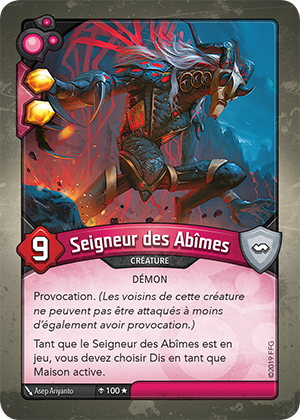 9
Seigneur des Abîmes
CRÉATURE
DÉMON
Provocation. (Les voisins de cette créature
ne peuvent pas être attaqués à moins
d'également avoir provocation.)
Tant que le Seigneur des Abîmes est en
jeu, vous devez choisir Dis en tant que
Maison active.
Asep Ariyanto
100
©2019 FFG